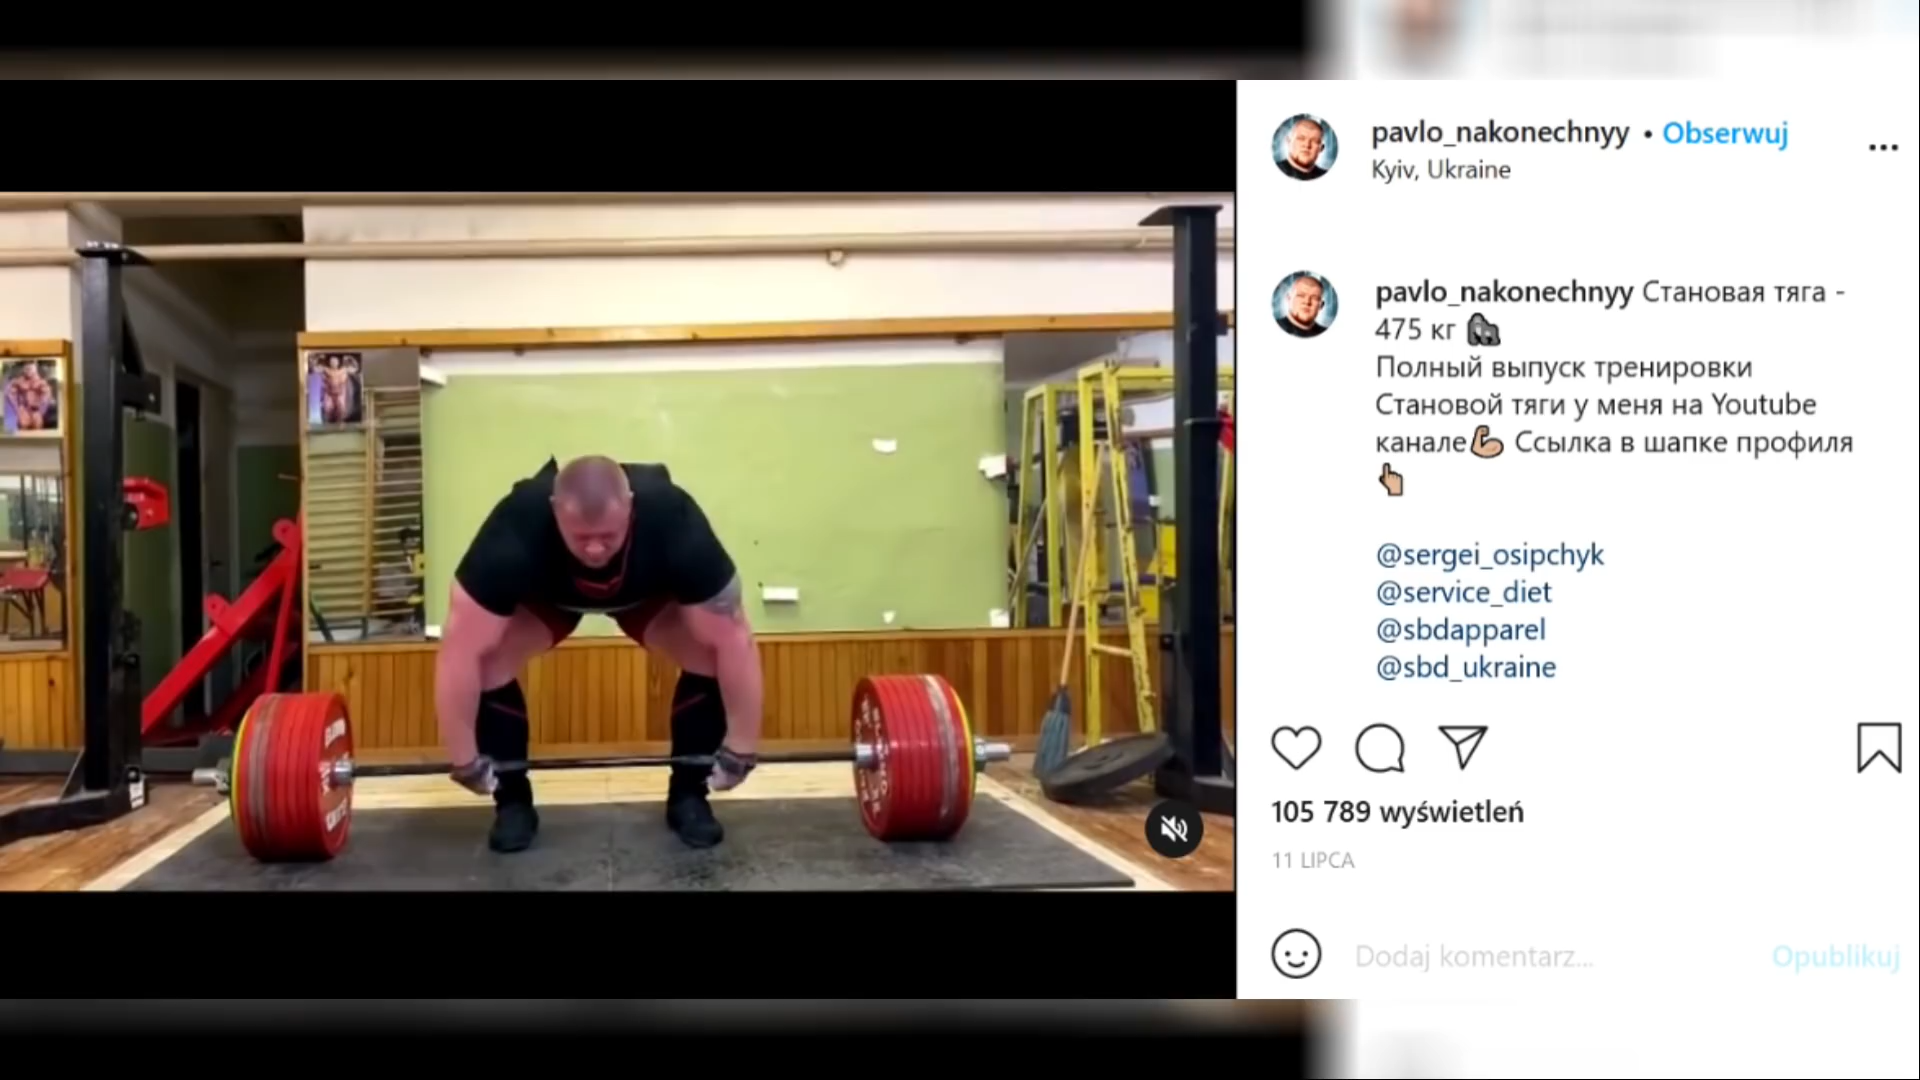 pavlo_nakonechnyy • Obserwuj
Kyiv, Ukraine
pavlo_nakonechnyy Становая тяга -
475 кг 🦍
Полный выпуск тренировки
Становой тяги у меня на Youtube
канале💪🏼 Ссылка в шапке профиля
👆🏼
@sergei_osipchyk
@service_diet
@sbdapparel
@sbd_ukraine
105 789 wyświetleń
11 LIPCA
Dodaj komentarz...
Opublikuj